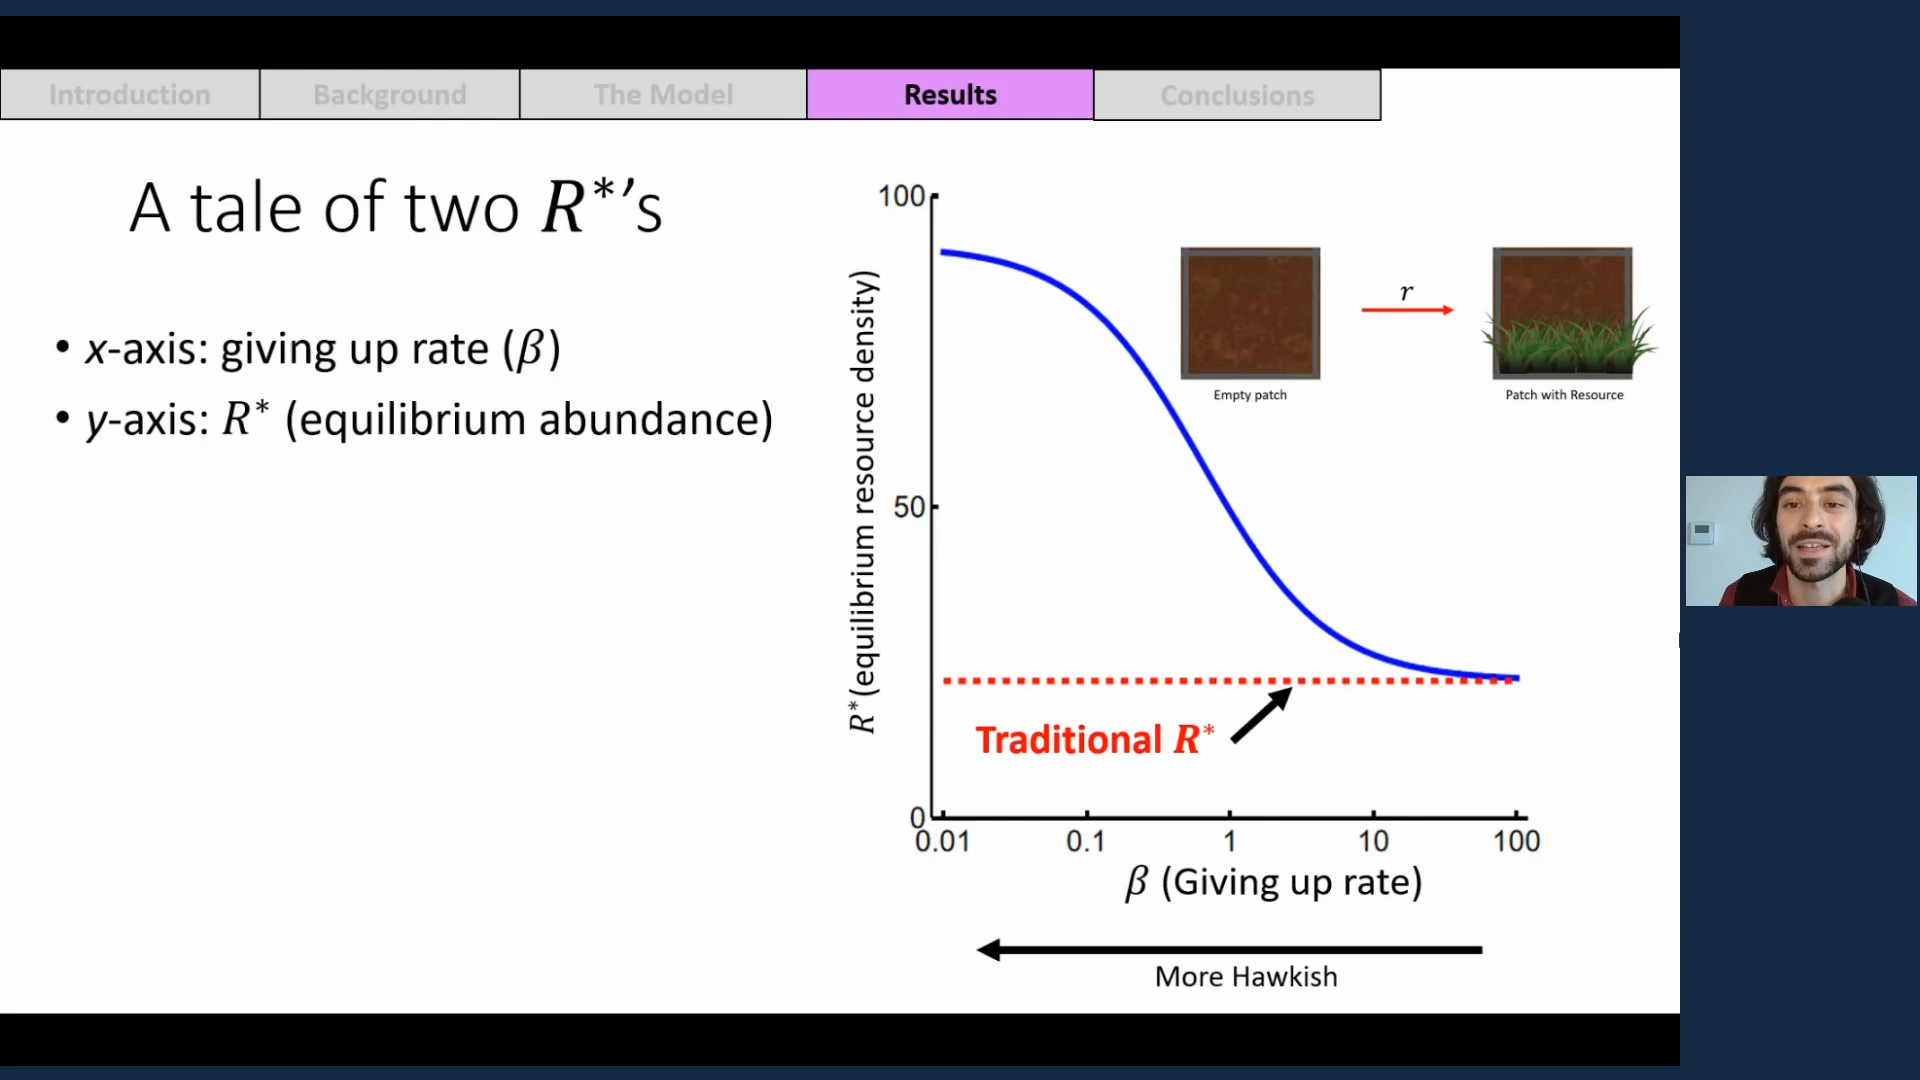 Introduction
Background
The Model
Results
Conclusions
A tale of two R*'s
• x-axis: giving up rate (β)
• y-axis: R* (equilibrium abundance)
R*(equilibrium resource density)
100
50
0
r
Empty patch
Patch with Resource
Traditional R*
0.01
0.1
1
10
100
β (Giving up rate)
More Hawkish